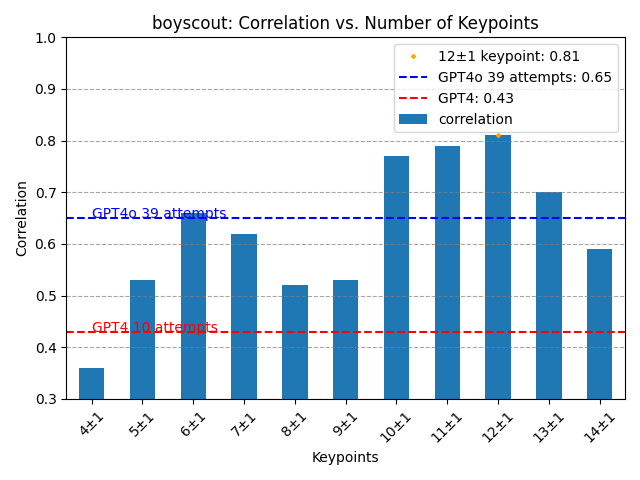 boyscout: Correlation vs. Number of Keypoints
1.0
0.9
0.8
0.7
0.6
0.5
0.4
0.3
Correlation
12±1 keypoint: 0.81
GPT4o 39 attempts: 0.65
GPT4: 0.43
correlation
GPT4o 39 attempts
GPT4 10 attempts
4±1
5±1
6±1
7±1
8±1
9±1
10±1
11±1
12±1
13±1
14±1
Keypoints